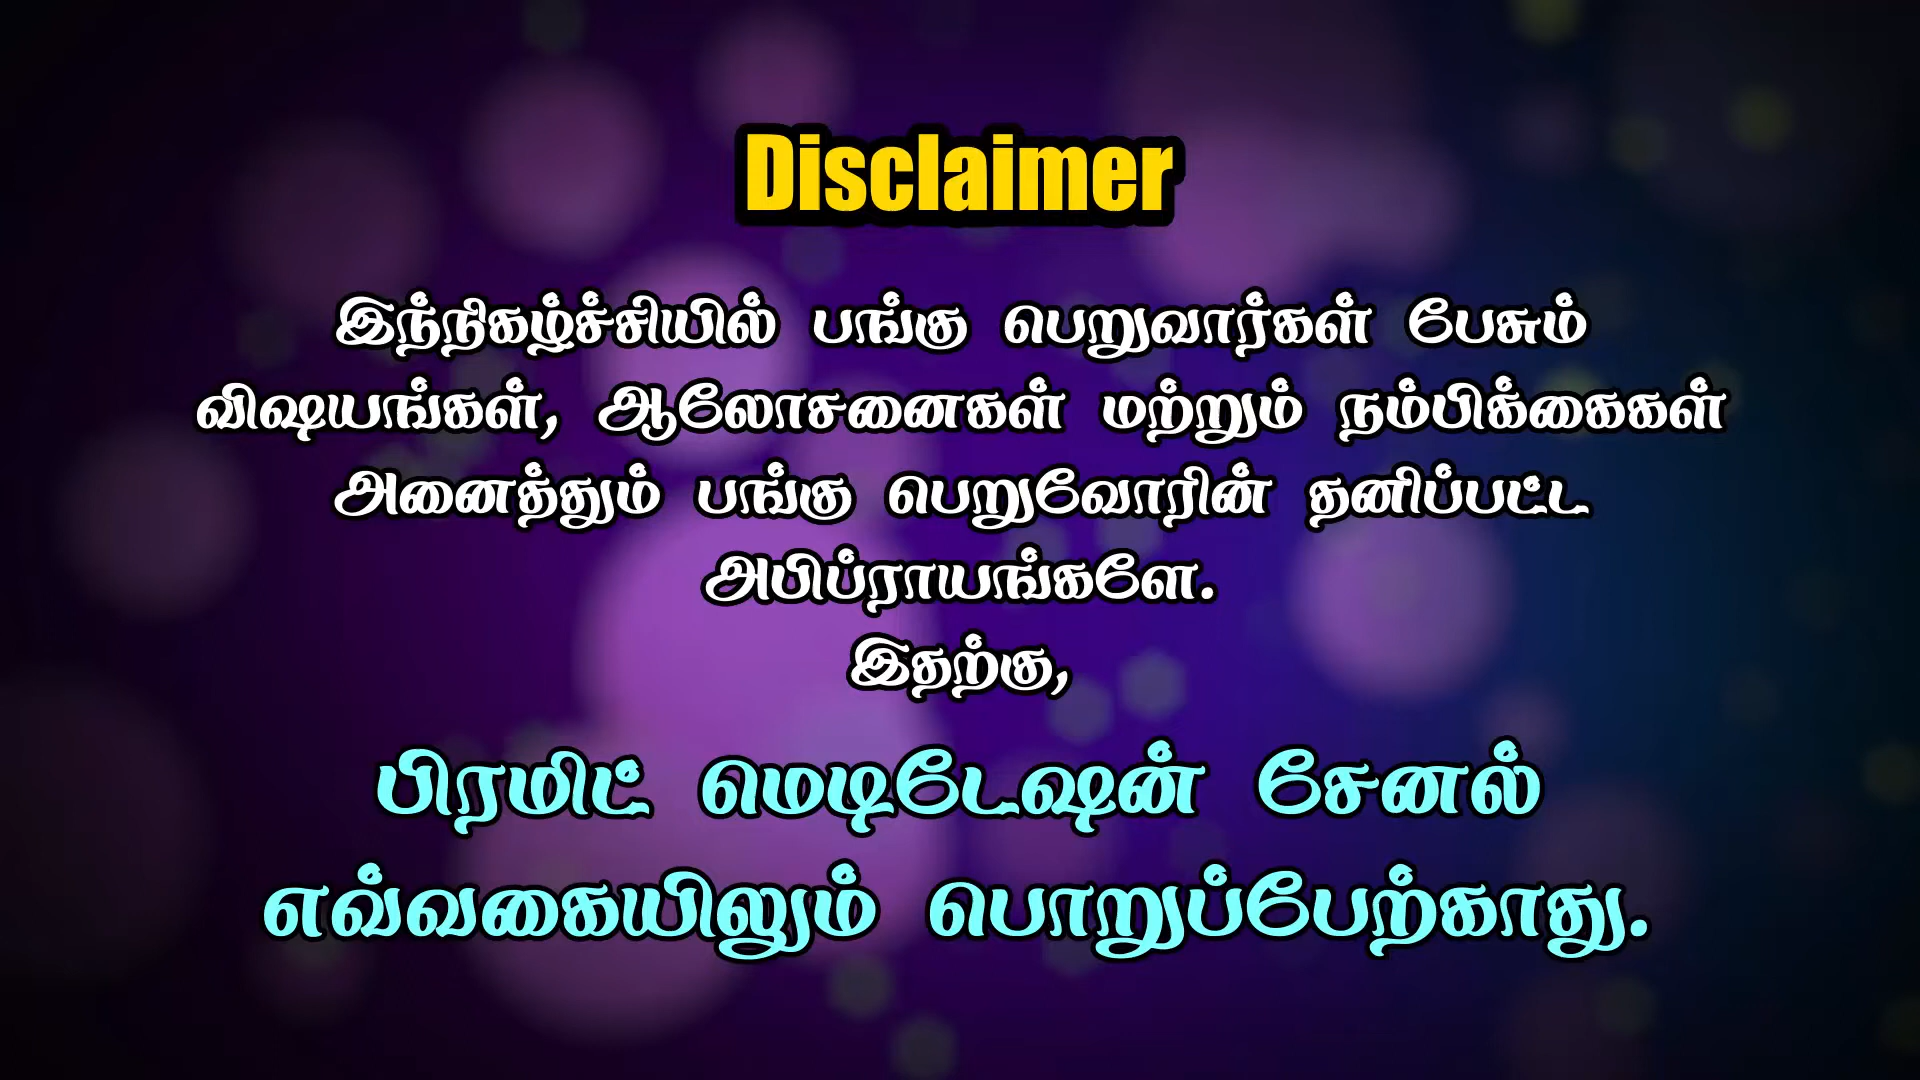 Disclaimer
இந்நிகழ்ச்சியில் பங்கு பெறுவார்கள் பேசும்
விஷயங்கள், ஆலோசனைகள் மற்றும் நம்பிக்கைகள்
அனைத்தும் பங்கு பெறுவோரின் தனிப்பட்ட
அபிப்ராயங்களே.
இதற்கு,
பிரமிட் மெடிடேஷன் சேனல்
எவ்வகையிலும் பொறுப்பேற்காது.